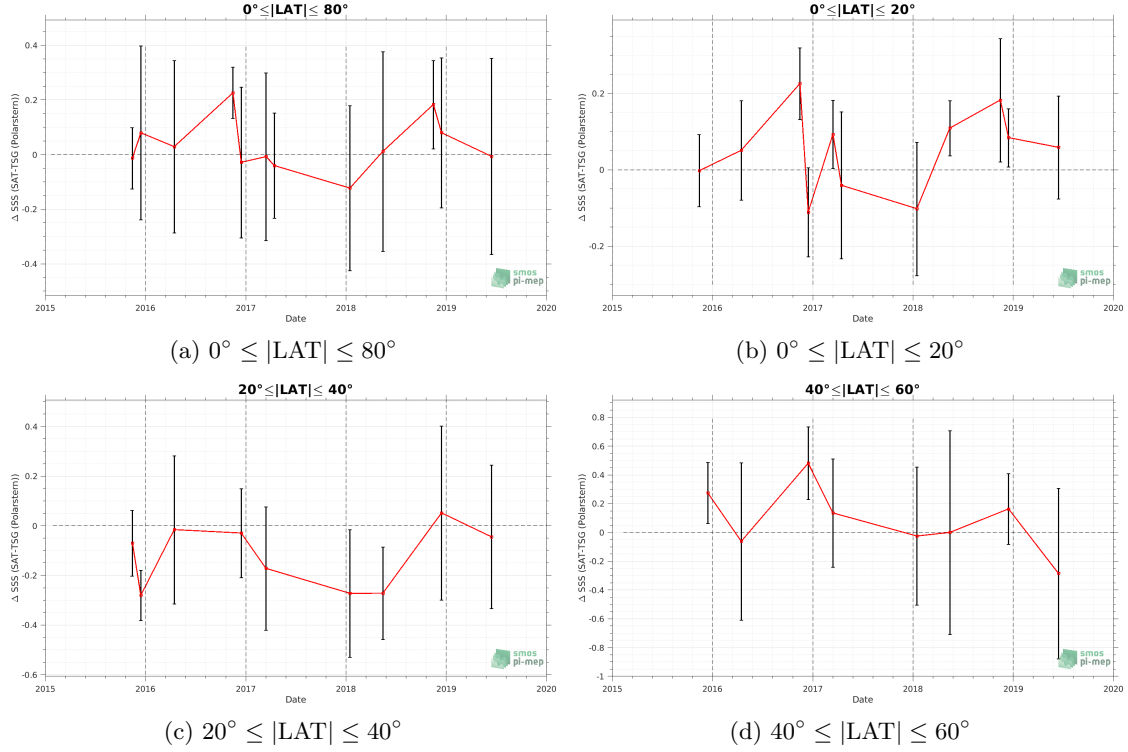 0°≤|LAT|≤ 80°
Δ SSS (SAT-TSG (Polarstern))
0.4
0.2
0
-0.2
-0.4
2015 2016 2017 2018 2019 2020
Date
smos
pi-mep
(a) 0° ≤ |LAT| ≤ 80°
0°≤|LAT|≤ 20°
Δ SSS (SAT-TSG (Polarstern))
0.2
0
-0.2
2015 2016 2017 2018 2019 2020
Date
smos
pi-mep
(b) 0° ≤ |LAT| ≤ 20°
20°≤|LAT|≤ 40°
Δ SSS (SAT-TSG (Polarstern))
0.4
0.2
0
-0.2
-0.4
-0.6
2015 2016 2017 2018 2019 2020
Date
smos
pi-mep
(c) 20° ≤ |LAT| ≤ 40°
40°≤|LAT|≤ 60°
Δ SSS (SAT-TSG (Polarstern))
0.8
0.6
0.4
0.2
0
-0.2
-0.4
-0.6
-0.8
-1
2015 2016 2017 2018 2019 2020
Date
smos
pi-mep
(d) 40° ≤ |LAT| ≤ 60°